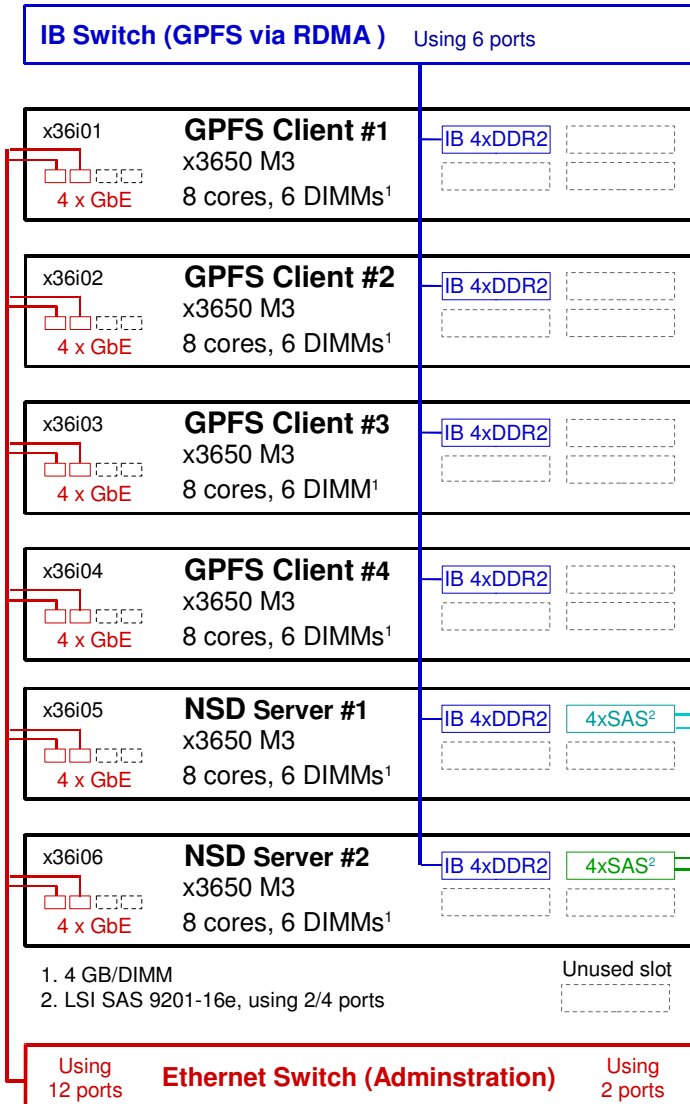 IB Switch (GPFS via RDMA ) Using 6 ports
x36i01 GPFS Client #1
x3650 M3
8 cores, 6 DIMMs¹
4 x GbE
IB 4xDDR2
x36i02 GPFS Client #2
x3650 M3
8 cores, 6 DIMMs¹
4 x GbE
IB 4xDDR2
x36i03 GPFS Client #3
x3650 M3
8 cores, 6 DIMM¹
4 x GbE
IB 4xDDR2
x36i04 GPFS Client #4
x3650 M3
8 cores, 6 DIMMs¹
4 x GbE
IB 4xDDR2
x36i05 NSD Server #1
x3650 M3
8 cores, 6 DIMMs¹
4 x GbE
IB 4xDDR2 4xSAS²
x36i06 NSD Server #2
x3650 M3
8 cores, 6 DIMMs¹
4 x GbE
IB 4xDDR2 4xSAS²
1. 4 GB/DIMM
2. LSI SAS 9201-16e, using 2/4 ports
Unused slot
Using
12 ports
Ethernet Switch (Adminstration)
Using
2 ports